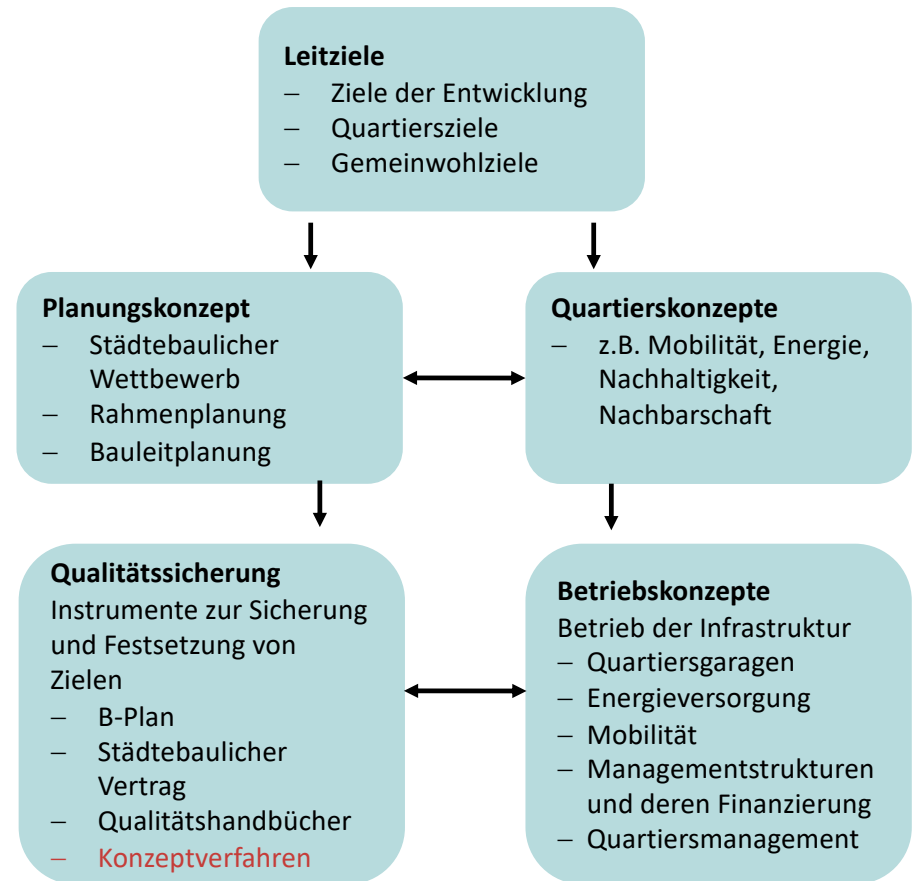 Leitziele
– Ziele der Entwicklung
– Quartiersziele
– Gemeinwohlziele
Planungskonzept
– Städtebaulicher
Wettbewerb
– Rahmenplanung
– Bauleitplanung
Quartierskonzepte
– z.B. Mobilität, Energie,
Nachhaltigkeit,
Nachbarschaft
Qualitätssicherung
Instrumente zur Sicherung
und Festsetzung von
Zielen
– B-Plan
– Städtebaulicher
Vertrag
– Qualitätshandbücher
– Konzeptverfahren
Betriebskonzepte
Betrieb der Infrastruktur
– Quartiersgaragen
– Energieversorgung
– Mobilität
– Managementstrukturen
und deren Finanzierung
– Quartiersmanagement